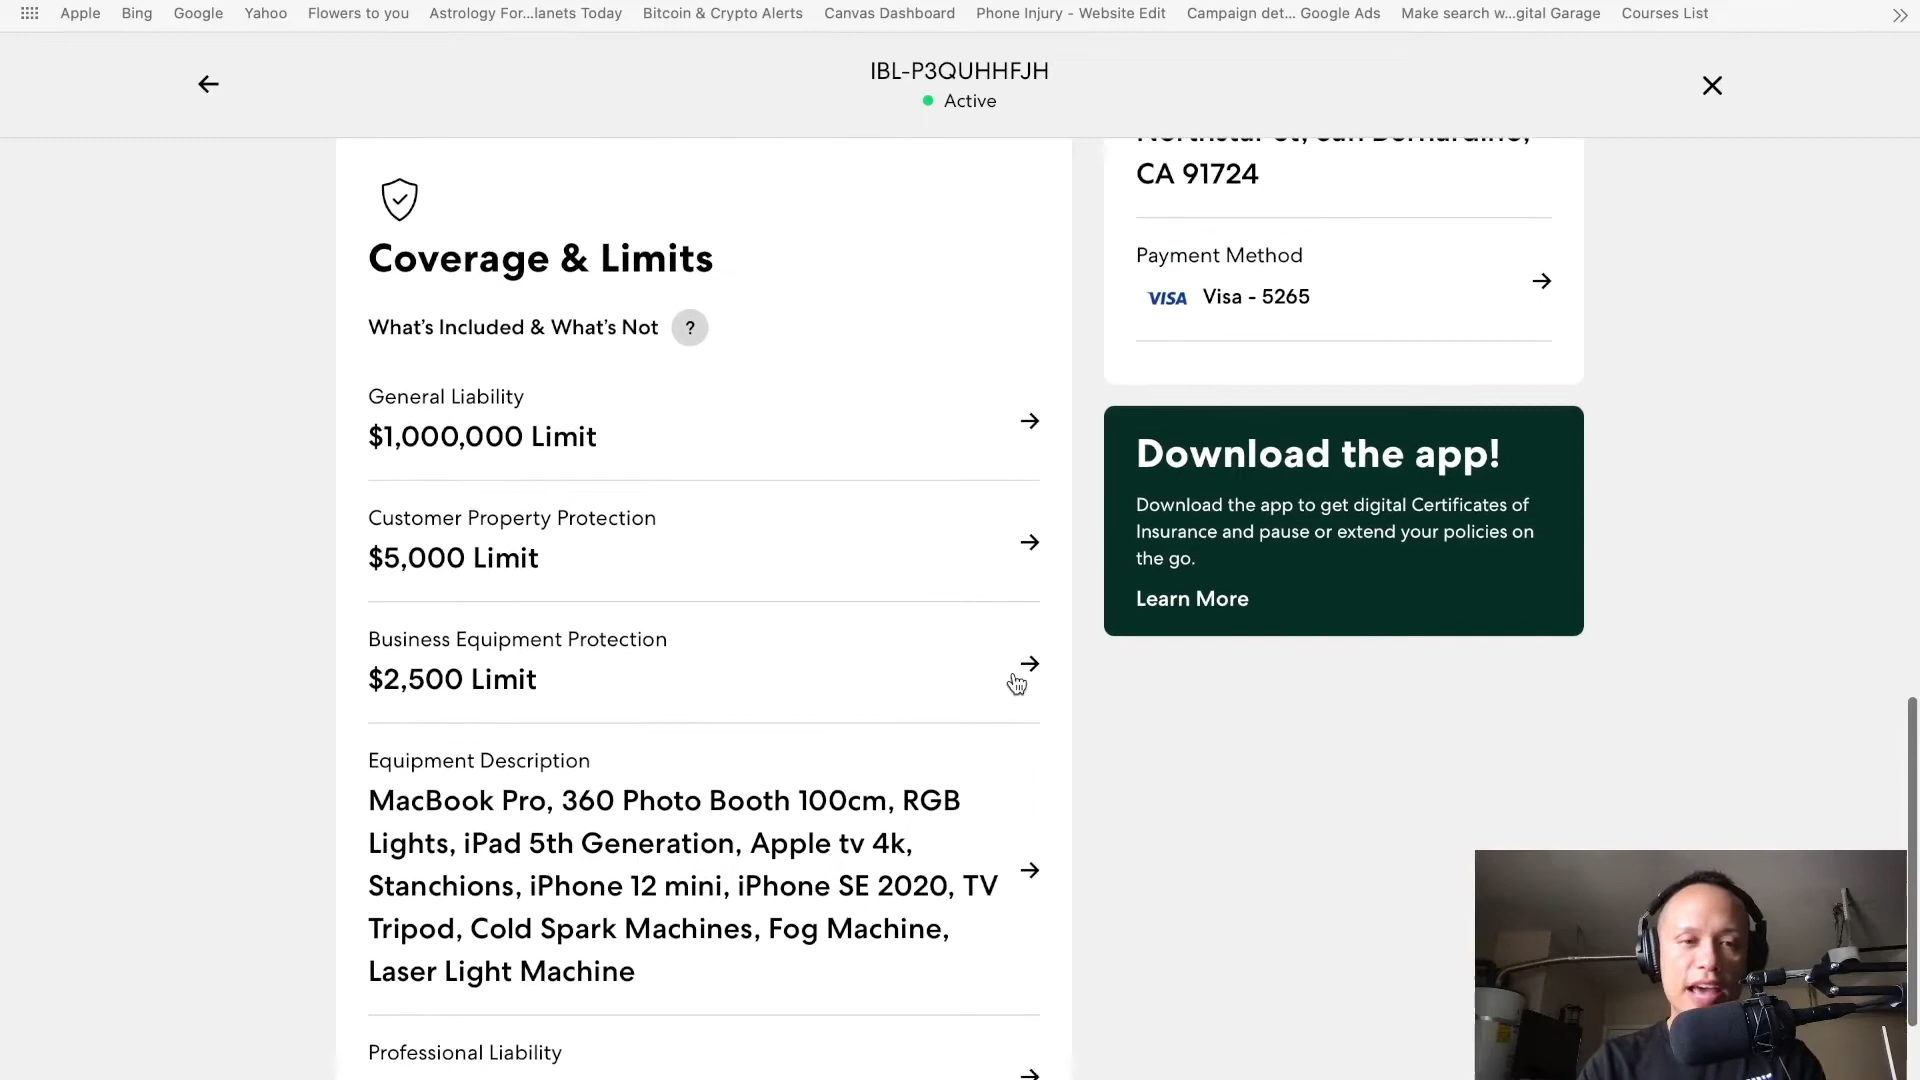 Apple Bing Google Yahoo Flowers to you Astrology For...lanets Today Bitcoin & Crypto Alerts Canvas Dashboard Phone Injury - Website Edit Campaign det... Google Ads Make search w...gital Garage Courses List
IBL-P3QUHHFJH
Active
Coverage & Limits
What's Included & What's Not ?
General Liability
$1,000,000 Limit
Customer Property Protection
$5,000 Limit
Business Equipment Protection
$2,500 Limit
Equipment Description
MacBook Pro, 360 Photo Booth 100cm, RGB
Lights, iPad 5th Generation, Apple tv 4k,
Stanchions, iPhone 12 mini, iPhone SE 2020, TV
Tripod, Cold Spark Machines, Fog Machine,
Laser Light Machine
Professional Liability
Northstar St, San Bernardino,
CA 91724
Payment Method
VISA Visa - 5265
Download the app!
Download the app to get digital Certificates of
Insurance and pause or extend your policies on
the go.
Learn More